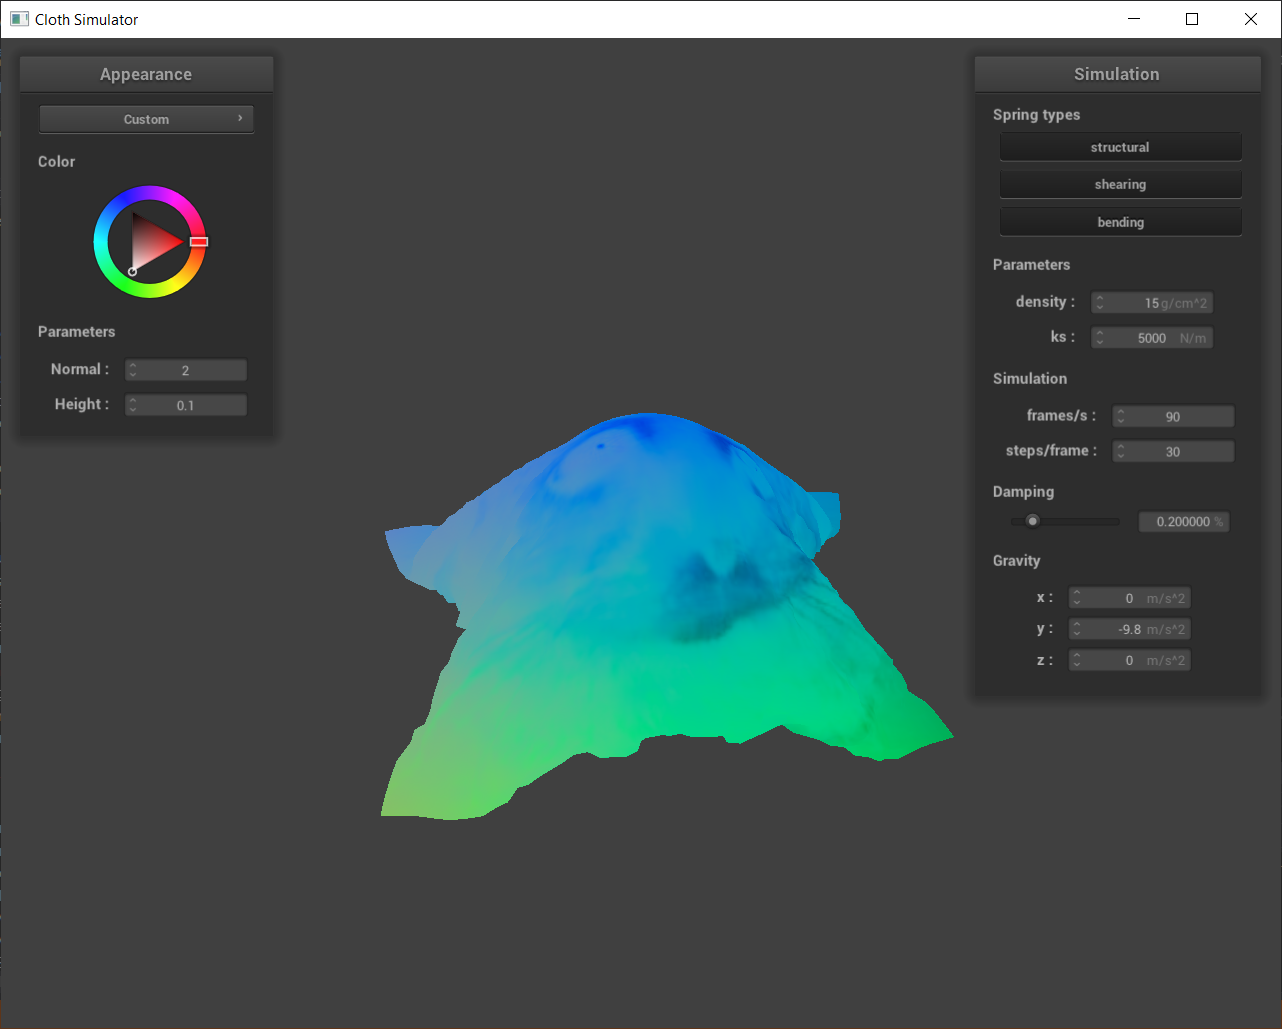 Cloth Simulator
Appearance
Custom
Color
Parameters
Normal : 2
Height : 0.1
Simulation
Spring types
structural
shearing
bending
Parameters
density : 15 g/cm^2
ks : 5000 N/m
Simulation
frames/s : 90
steps/frame : 30
Damping
0.200000 %
Gravity
x : 0 m/s^2
y : -9.8 m/s^2
z : 0 m/s^2